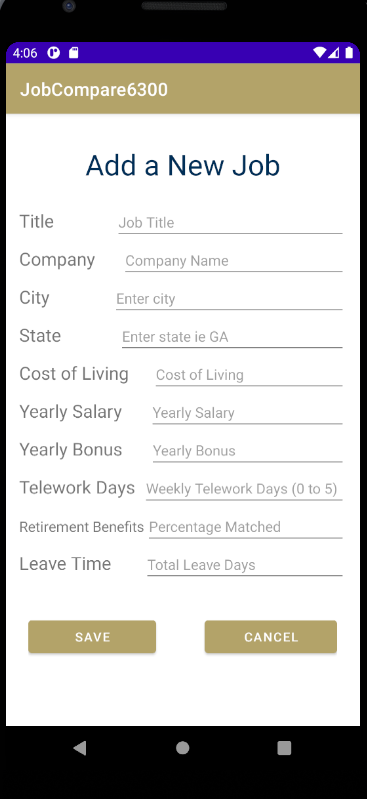 4:06
JobCompare6300
Add a New Job
Title Job Title
Company Company Name
City Enter city
State Enter state ie GA
Cost of Living Cost of Living
Yearly Salary Yearly Salary
Yearly Bonus Yearly Bonus
Telework Days Weekly Telework Days (0 to 5)
Retirement Benefits Percentage Matched
Leave Time Total Leave Days
SAVE CANCEL